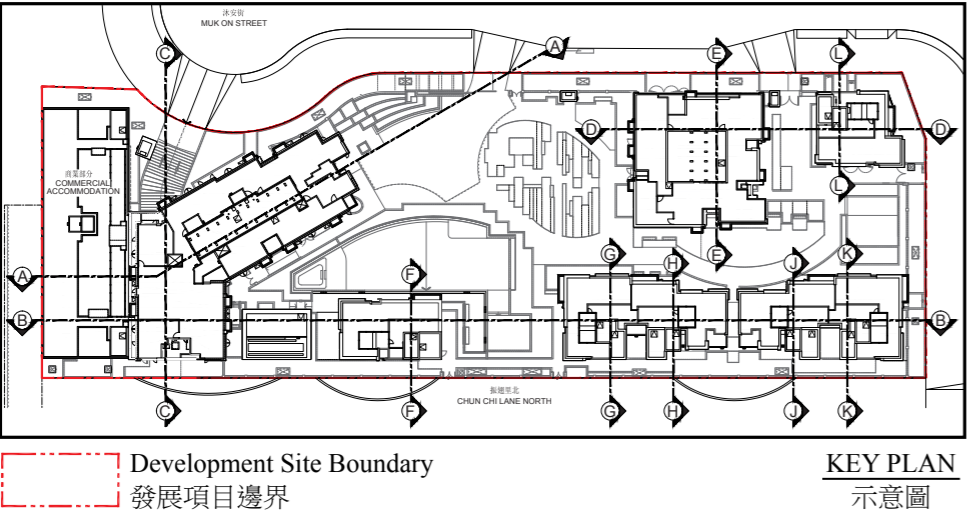 沐安街
MUK ON STREET
C
A
E
L
D
D
商業部分
COMMERCIAL
ACCOMMODATION
L
E
G
K
H
J
A
F
B
B
M
振迴里北
CHUN CHI LANE NORTH
C
F
G
H
J
K
Development Site Boundary
發展項目邊界
KEY PLAN
示意圖